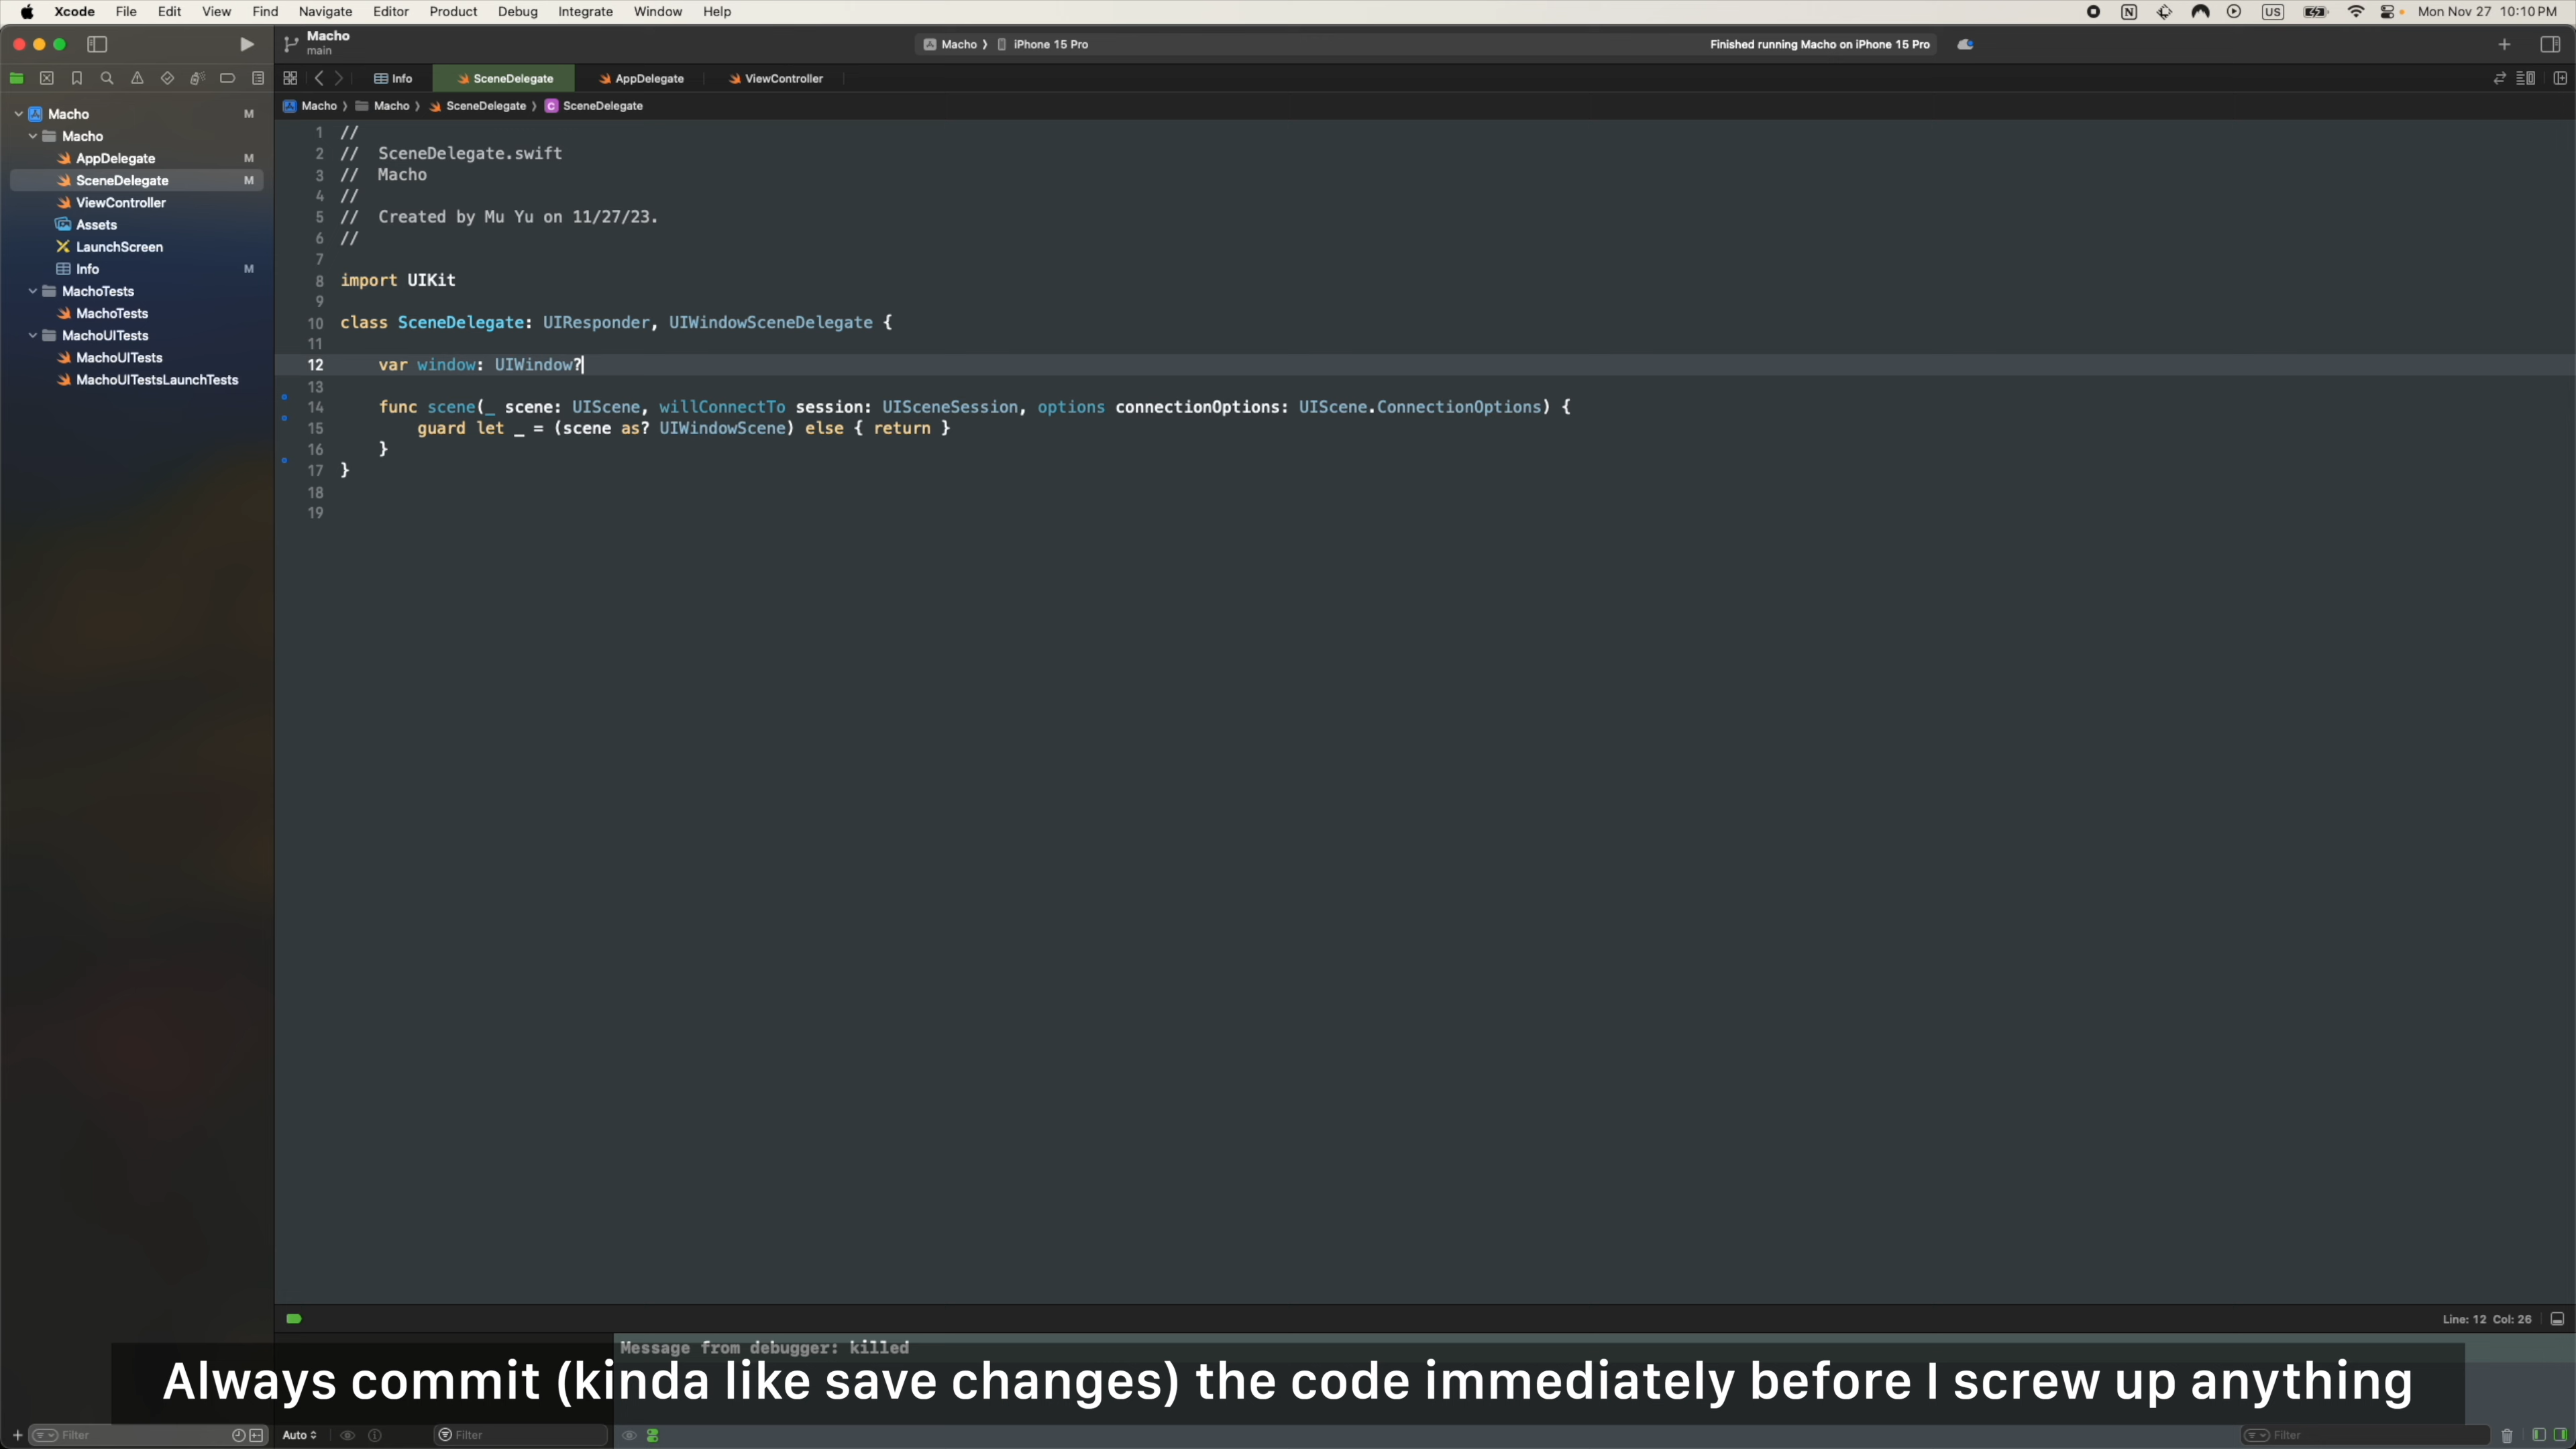 Xcode File Edit View Find Navigate Editor Product Debug Integrate Window Help
US Mon Nov 27 10:10 PM
Macho
main
Macho iPhone 15 Pro
Finished running Macho on iPhone 15 Pro
Info SceneDelegate AppDelegate ViewController
Macho Macho SceneDelegate C SceneDelegate
Macho M
Macho
AppDelegate M
SceneDelegate M
ViewController
Assets
LaunchScreen
Info M
MachoTests
MachoTests
MachoUITests
MachoUITests
MachoUITestsLaunchTests
1 //
2 // SceneDelegate.swift
3 // Macho
4 //
5 // Created by Mu Yu on 11/27/23.
6 //
7
8 import UIKit
9
10 class SceneDelegate: UIResponder, UIWindowSceneDelegate {
11
12 var window: UIWindow?
13
14 func scene(_ scene: UIScene, willConnectTo session: UISceneSession, options connectionOptions: UIScene.ConnectionOptions) {
15 guard let _ = (scene as? UIWindowScene) else { return }
16 }
17 }
18
19
Line: 12 Col: 26
Message from debugger: killed
Always commit (kinda like save changes) the code immediately before I screw up anything
Filter
Auto
Filter
Filter